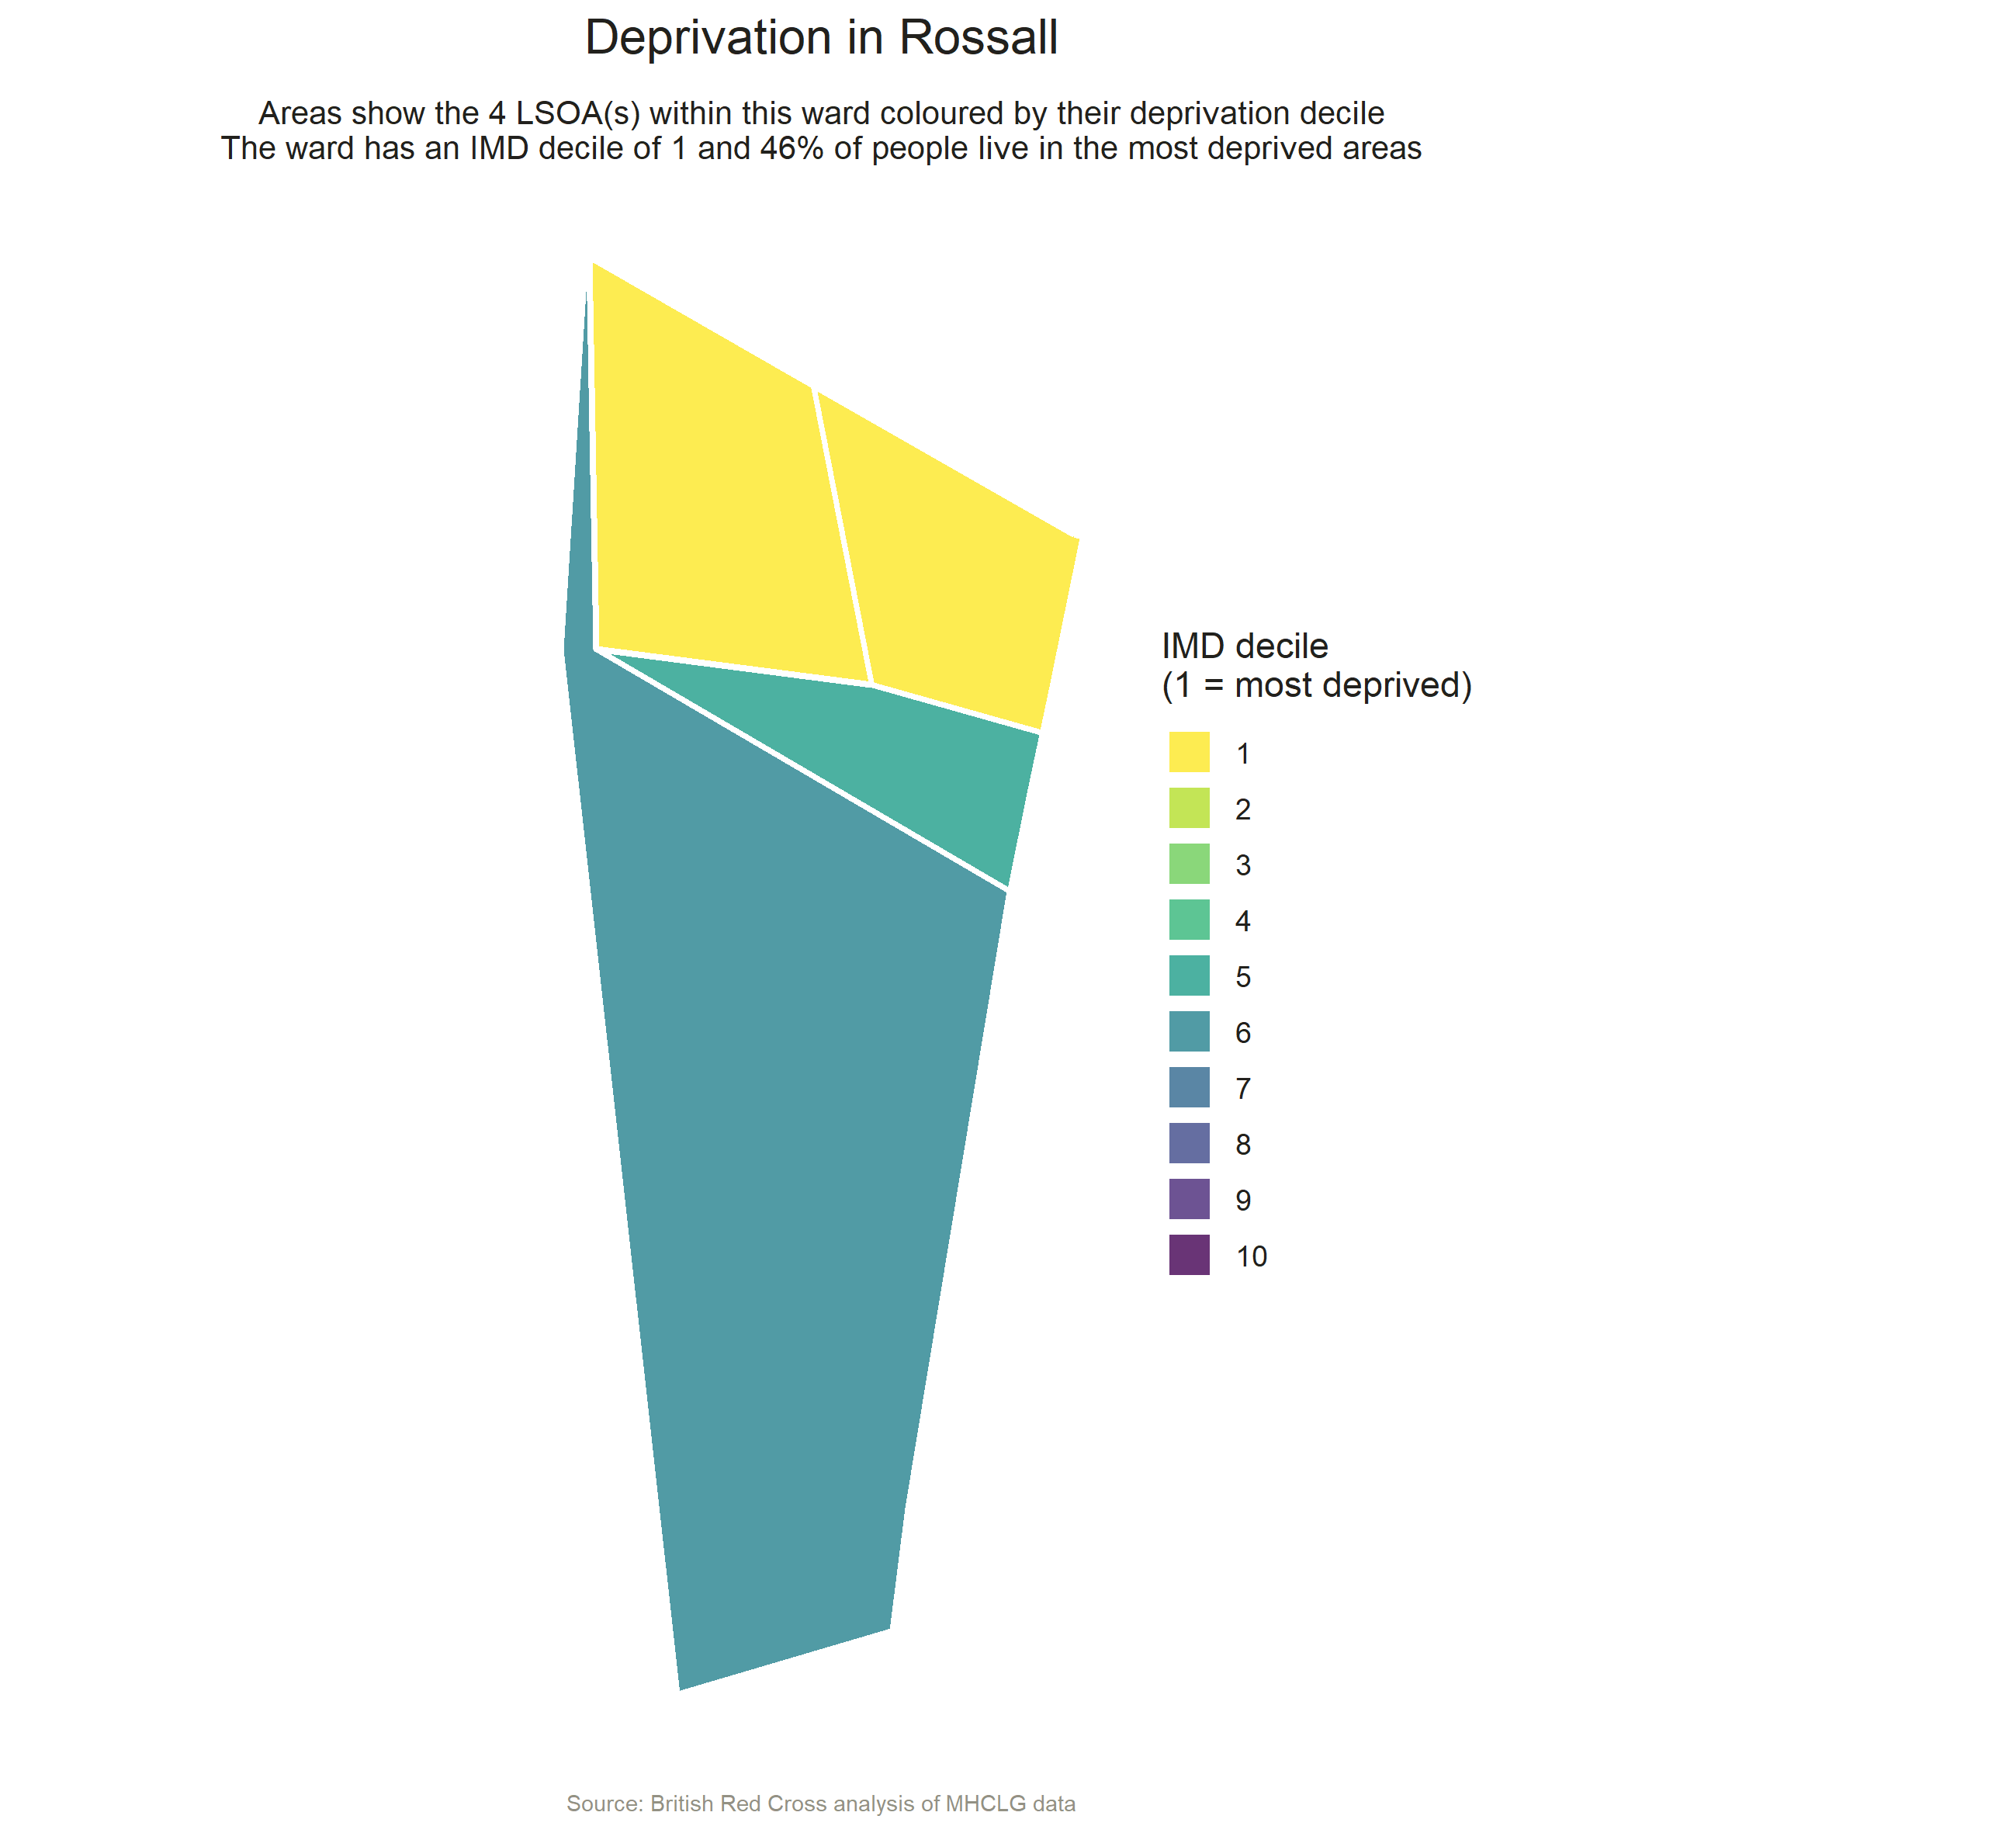 Deprivation in Rossall
Areas show the 4 LSOA(s) within this ward coloured by their deprivation decile
The ward has an IMD decile of 1 and 46% of people live in the most deprived areas
IMD decile
(1 = most deprived)
1
2
3
4
5
6
7
8
9
10
Source: British Red Cross analysis of MHCLG data